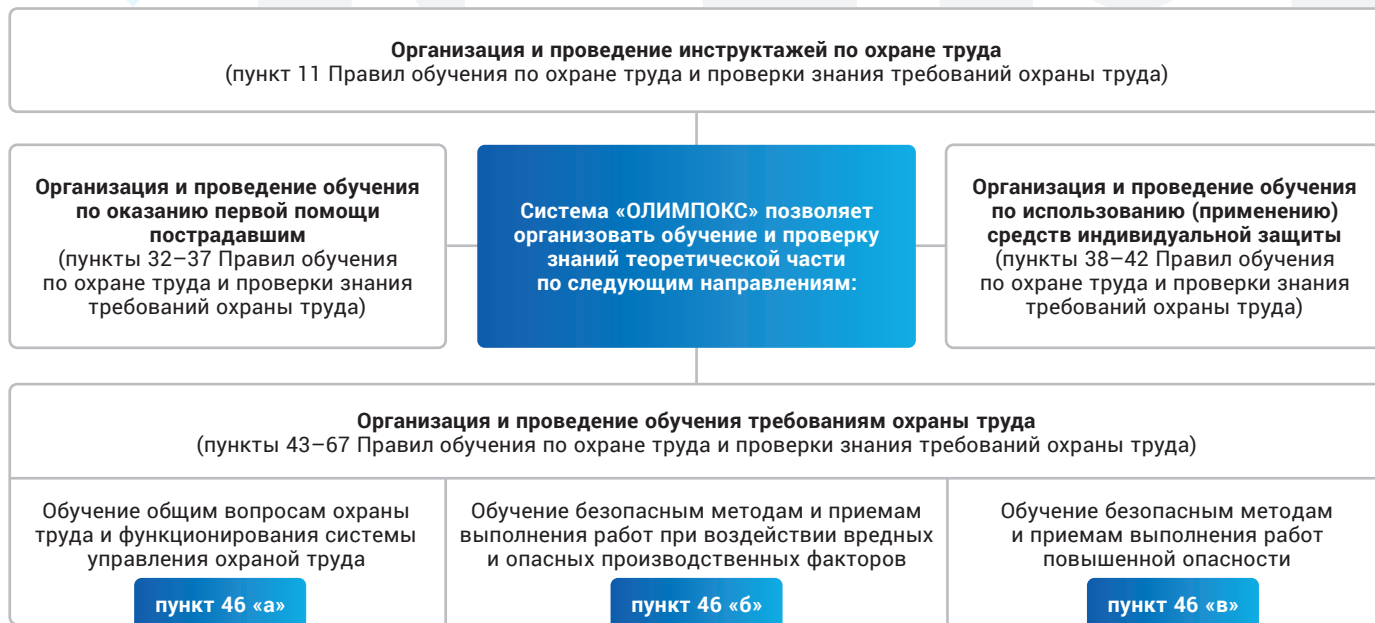 Организация и проведение инструктажей по охране труда
(пункт 11 Правил обучения по охране труда и проверки знания требований охраны труда)
Организация и проведение обучения
по оказанию первой помощи
пострадавшим
(пункты 32–37 Правил обучения
по охране труда и проверки знания
требований охраны труда)
Система «ОЛИМПОКС» позволяет
организовать обучение и проверку
знаний теоретической части
по следующим направлениям:
Организация и проведение обучения
по использованию (применению)
средств индивидуальной защиты
(пункты 38–42 Правил обучения
по охране труда и проверки знания
требований охраны труда)
Организация и проведение обучения требованиям охраны труда
(пункты 43–67 Правил обучения по охране труда и проверки знания требований охраны труда)
Обучение общим вопросам охраны
труда и функционирования системы
управления охраной труда
пункт 46 «а»
Обучение безопасным методам и приемам
выполнения работ при воздействии вредных
и опасных производственных факторов
пункт 46 «б»
Обучение безопасным методам
и приемам выполнения работ
повышенной опасности
пункт 46 «в»